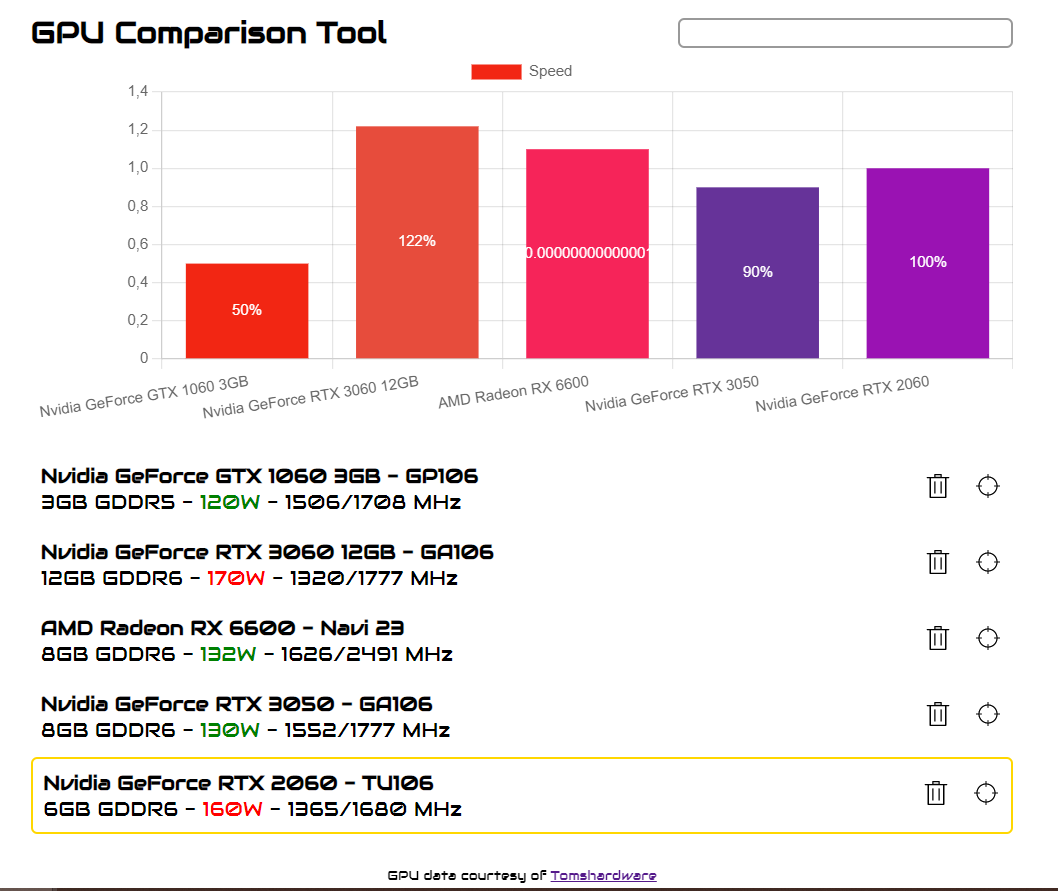 GPU Comparison Tool
Speed
1,4
1,2
1,0
0,8
0,6
0,4
0,2
0
50%
122%
0.00000000000001
90%
100%
Nvidia GeForce GTX 1060 3GB
Nvidia GeForce RTX 3060 12GB
AMD Radeon RX 6600
Nvidia GeForce RTX 3050
Nvidia GeForce RTX 2060
Nvidia GeForce GTX 1060 3GB - GP106
3GB GDDR5 - 120W - 1506/1708 MHz
Nvidia GeForce RTX 3060 12GB - GA106
12GB GDDR6 - 170W - 1320/1777 MHz
AMD Radeon RX 6600 - Navi 23
8GB GDDR6 - 132W - 1626/2491 MHz
Nvidia GeForce RTX 3050 - GA106
8GB GDDR6 - 130W - 1552/1777 MHz
Nvidia GeForce RTX 2060 - TU106
6GB GDDR6 - 160W - 1365/1680 MHz
GPU data courtesy of Tomshardware